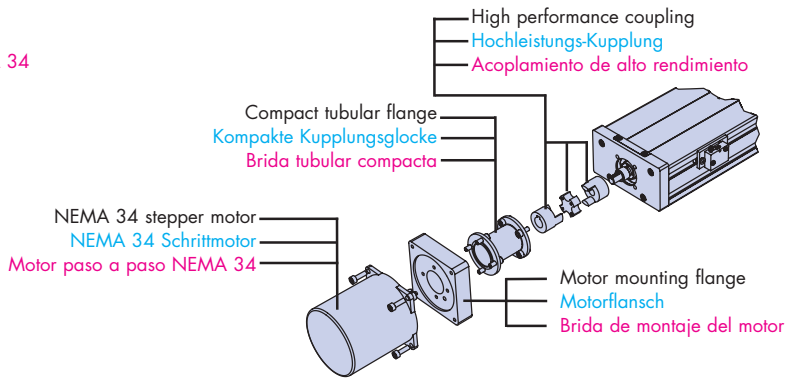 34
High performance coupling
Hochleistungs-Kupplung
Acoplamiento de alto rendimiento
Compact tubular flange
Kompakte Kupplungsglocke
Brida tubular compacta
NEMA 34 stepper motor
NEMA 34 Schrittmotor
Motor paso a paso NEMA 34
Motor mounting flange
Motorflansch
Brida de montaje del motor